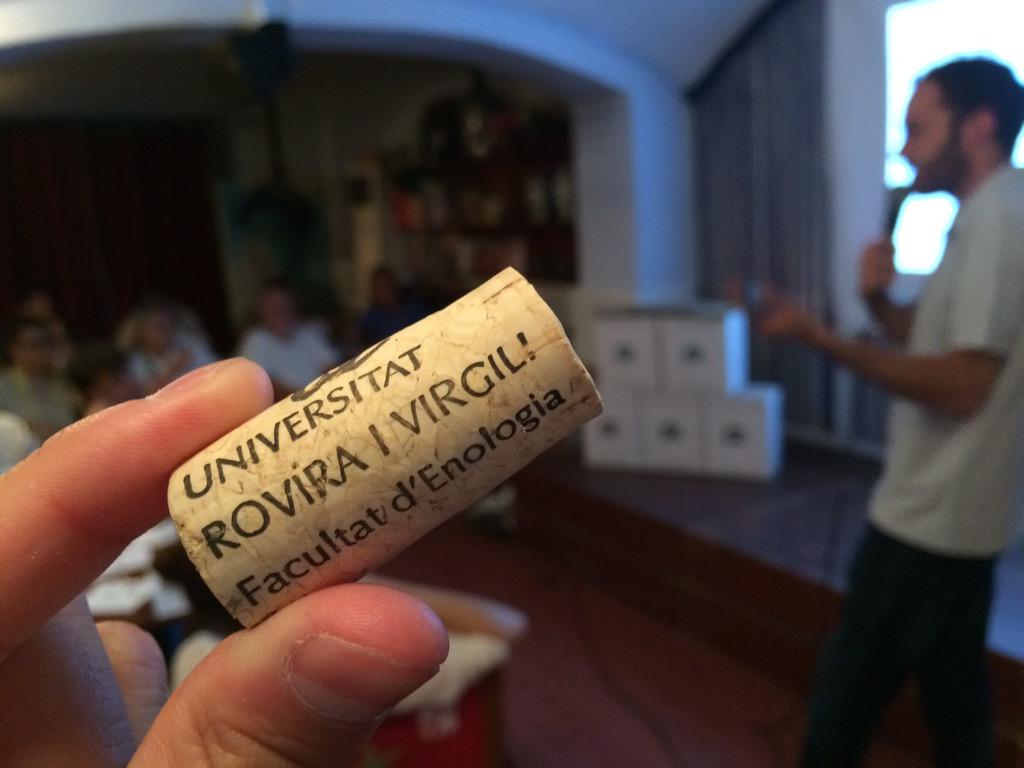 UNIVERSITAT
ROVIRA I VIRGILI
Facultat d'Enologia